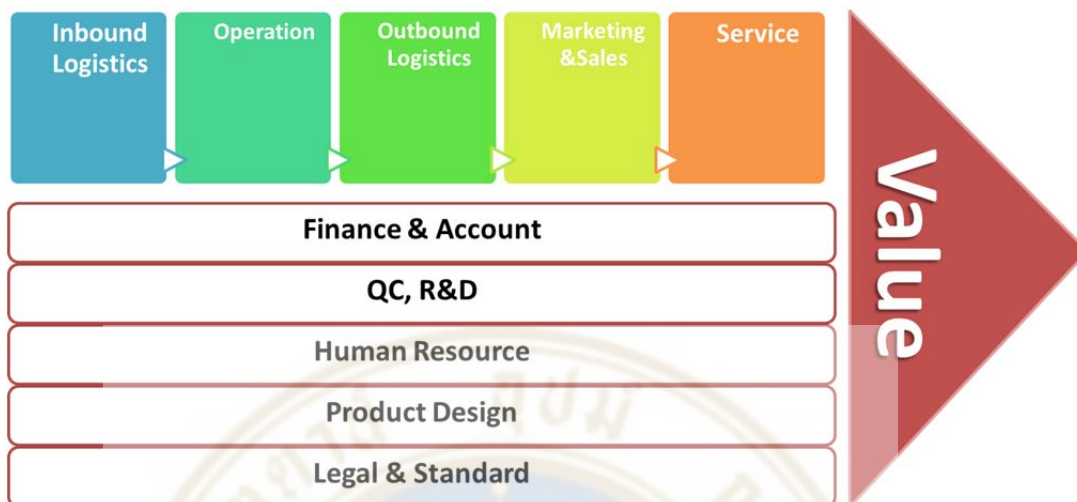 Inbound
Logistics
Operation
Outbound
Logistics
Marketing
&Sales
Service
Value
Finance & Account
QC, R&D
Human Resource
Product Design
Legal & Standard